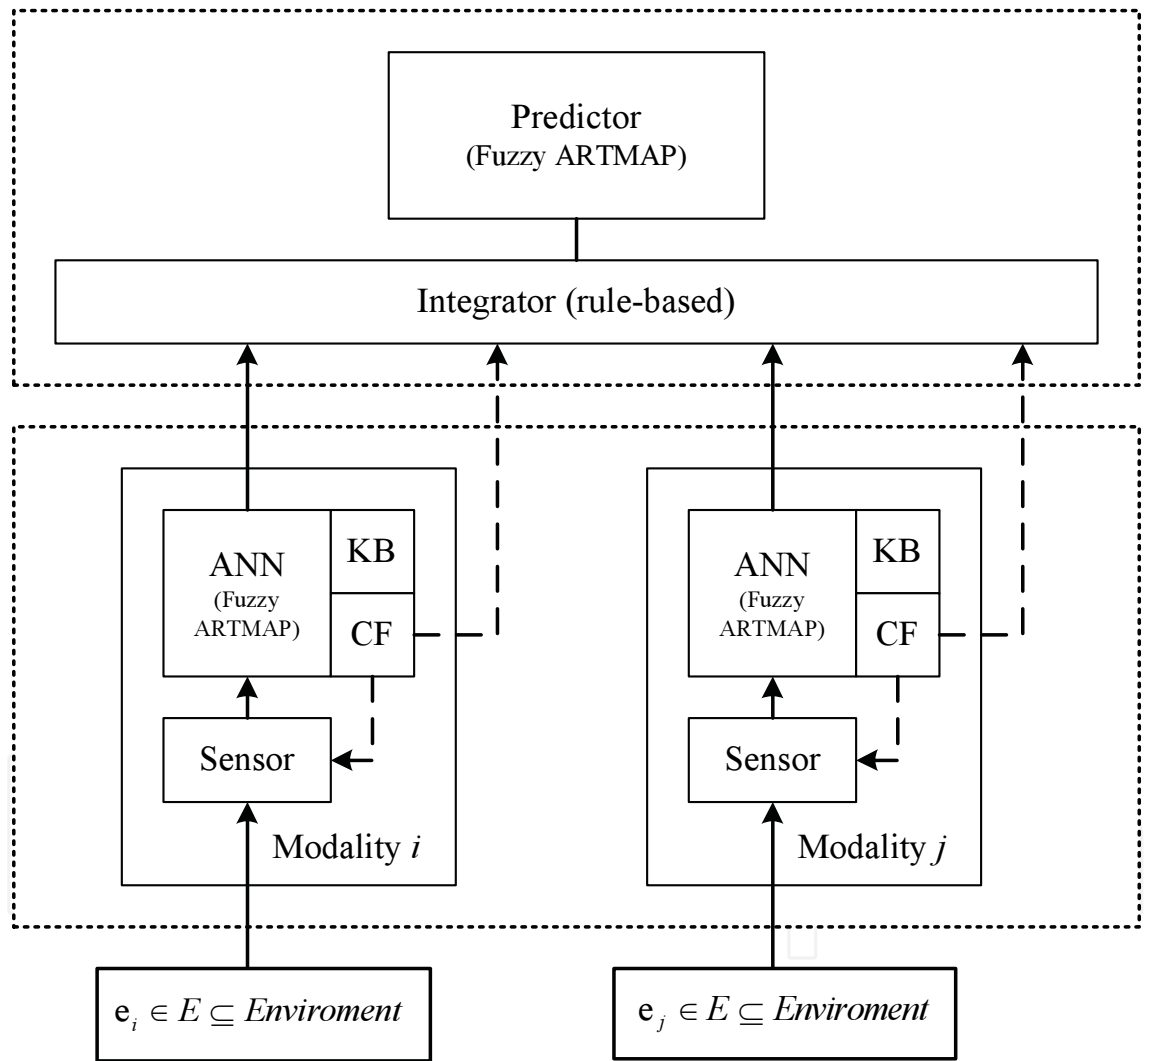 Predictor
(Fuzzy ARTMAP)
Integrator (rule-based)
ANN
(Fuzzy
ARTMAP)
KB
CF
Sensor
Modality i
ANN
(Fuzzy
ARTMAP)
KB
CF
Sensor
Modality j
e_i ∈ E ⊆ Enviroment
e_j ∈ E ⊆ Enviroment